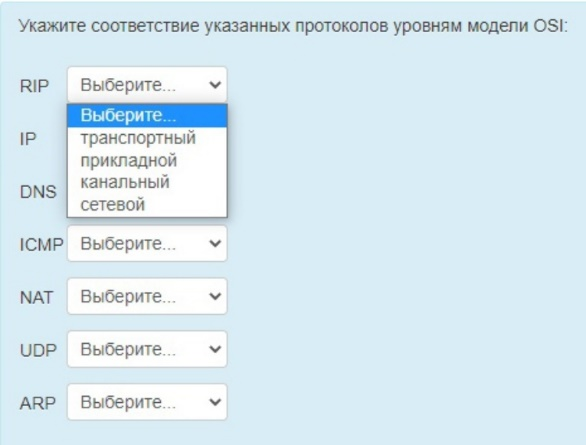 Укажите соответствие указанных протоколов уровням модели OSI:
RIP Выберите...
Выберите...
транспортный
прикладной
канальный
сетевой
IP
DNS
ICMP Выберите...
NAT Выберите...
UDP Выберите...
ARP Выберите...